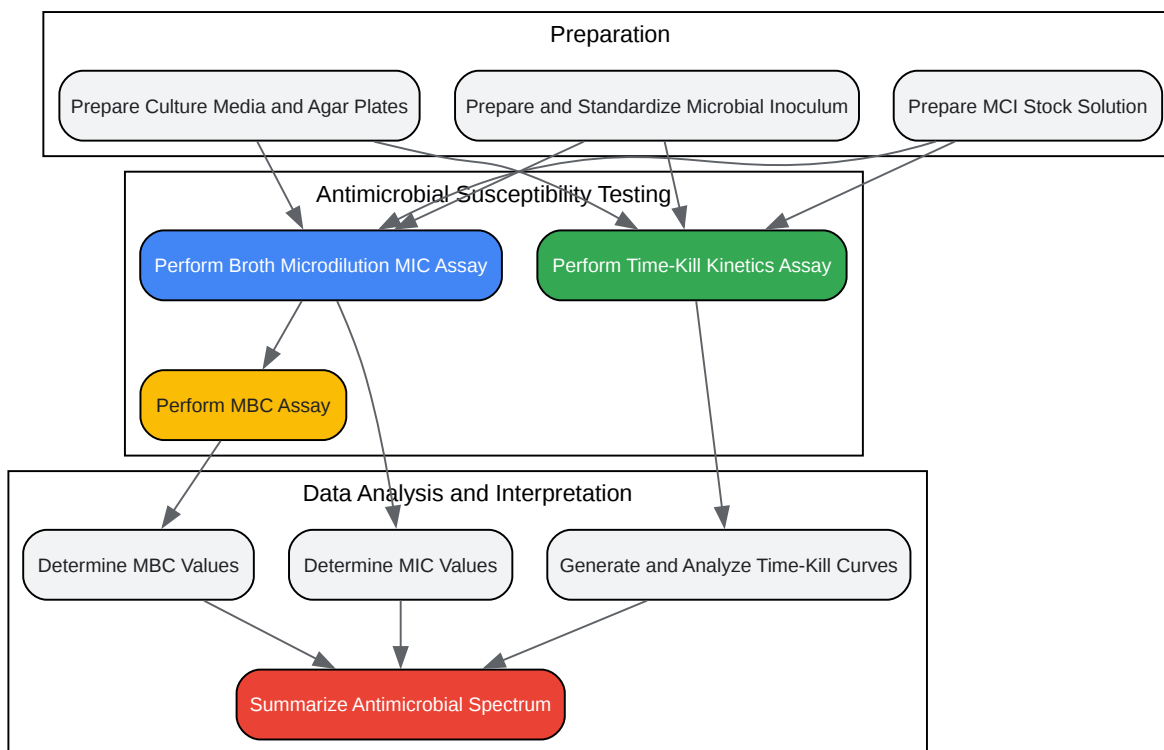 Preparation
Prepare Culture Media and Agar Plates
Prepare and Standardize Microbial Inoculum
Prepare MCI Stock Solution
Antimicrobial Susceptibility Testing
Perform Broth Microdilution MIC Assay
Perform Time-Kill Kinetics Assay
Perform MBC Assay
Data Analysis and Interpretation
Determine MBC Values
Determine MIC Values
Generate and Analyze Time-Kill Curves
Summarize Antimicrobial Spectrum